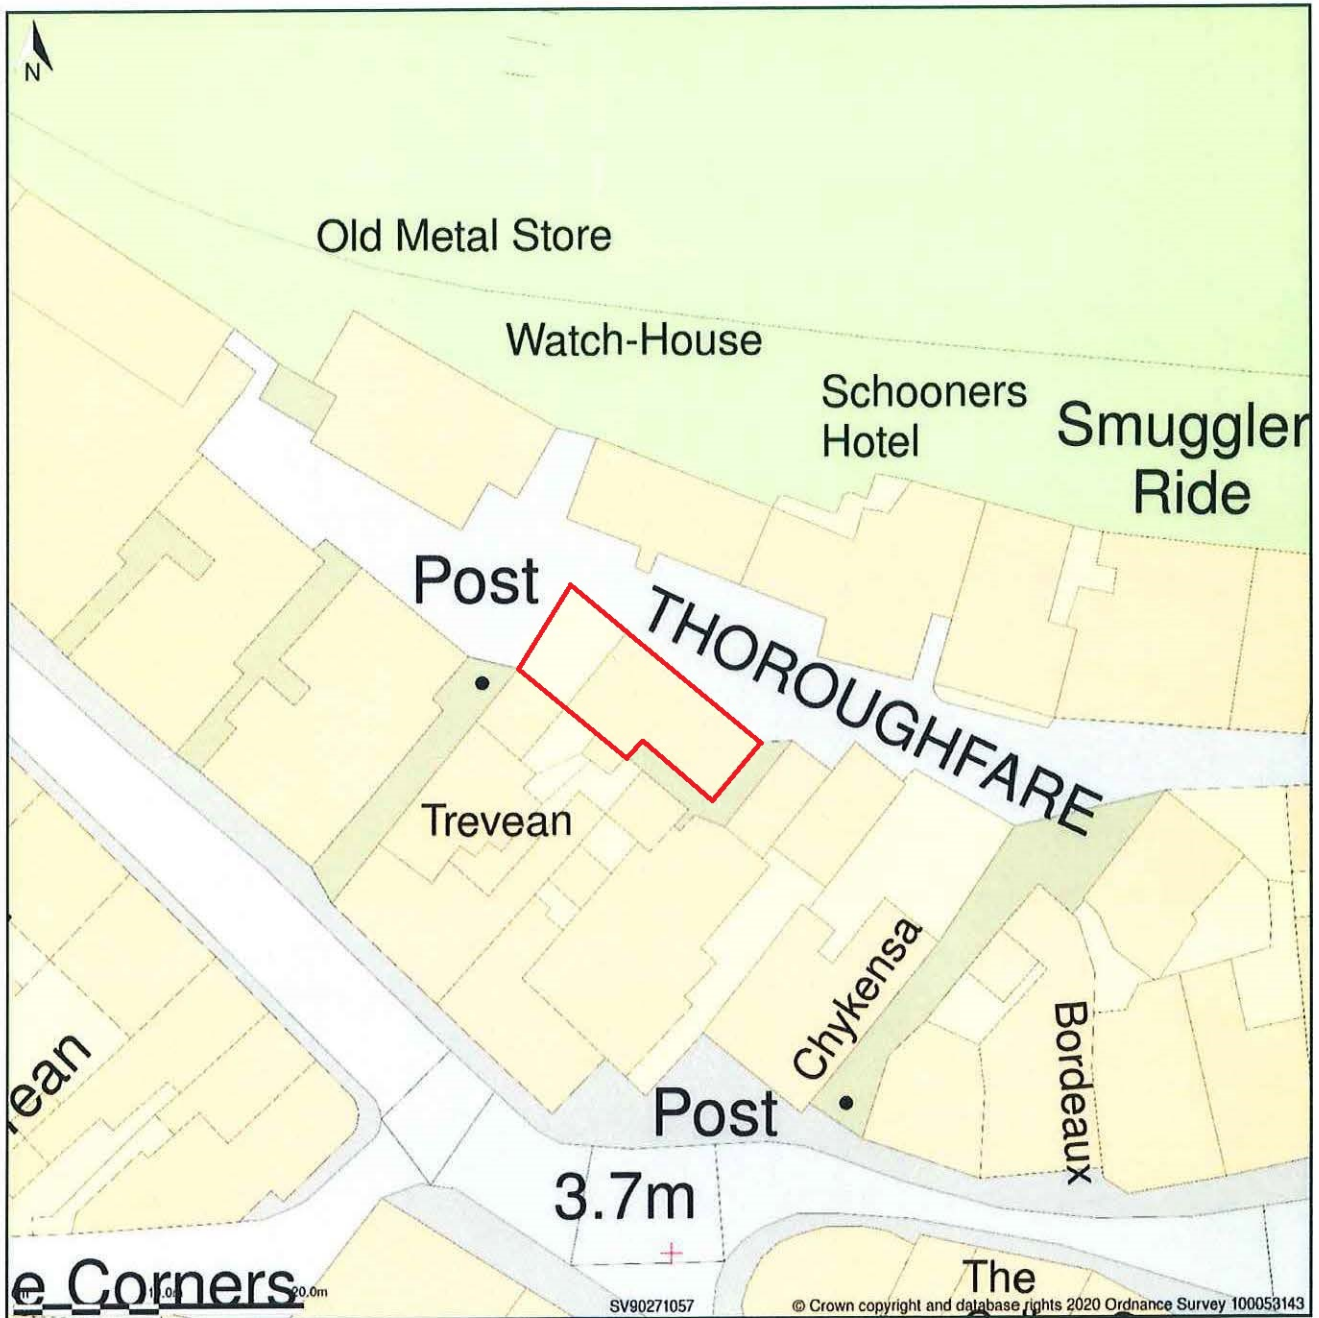 N
Old Metal Store
Watch-House
Schooners
Hotel
Smuggler
Ride
Post
THOROUGHFARE
Trevean
Chykensa
Bordeaux
ean
Post
3.7m
e Corners
20.0m
The
SV90271057
© Crown copyright and database rights 2020 Ordnance Survey 100053143